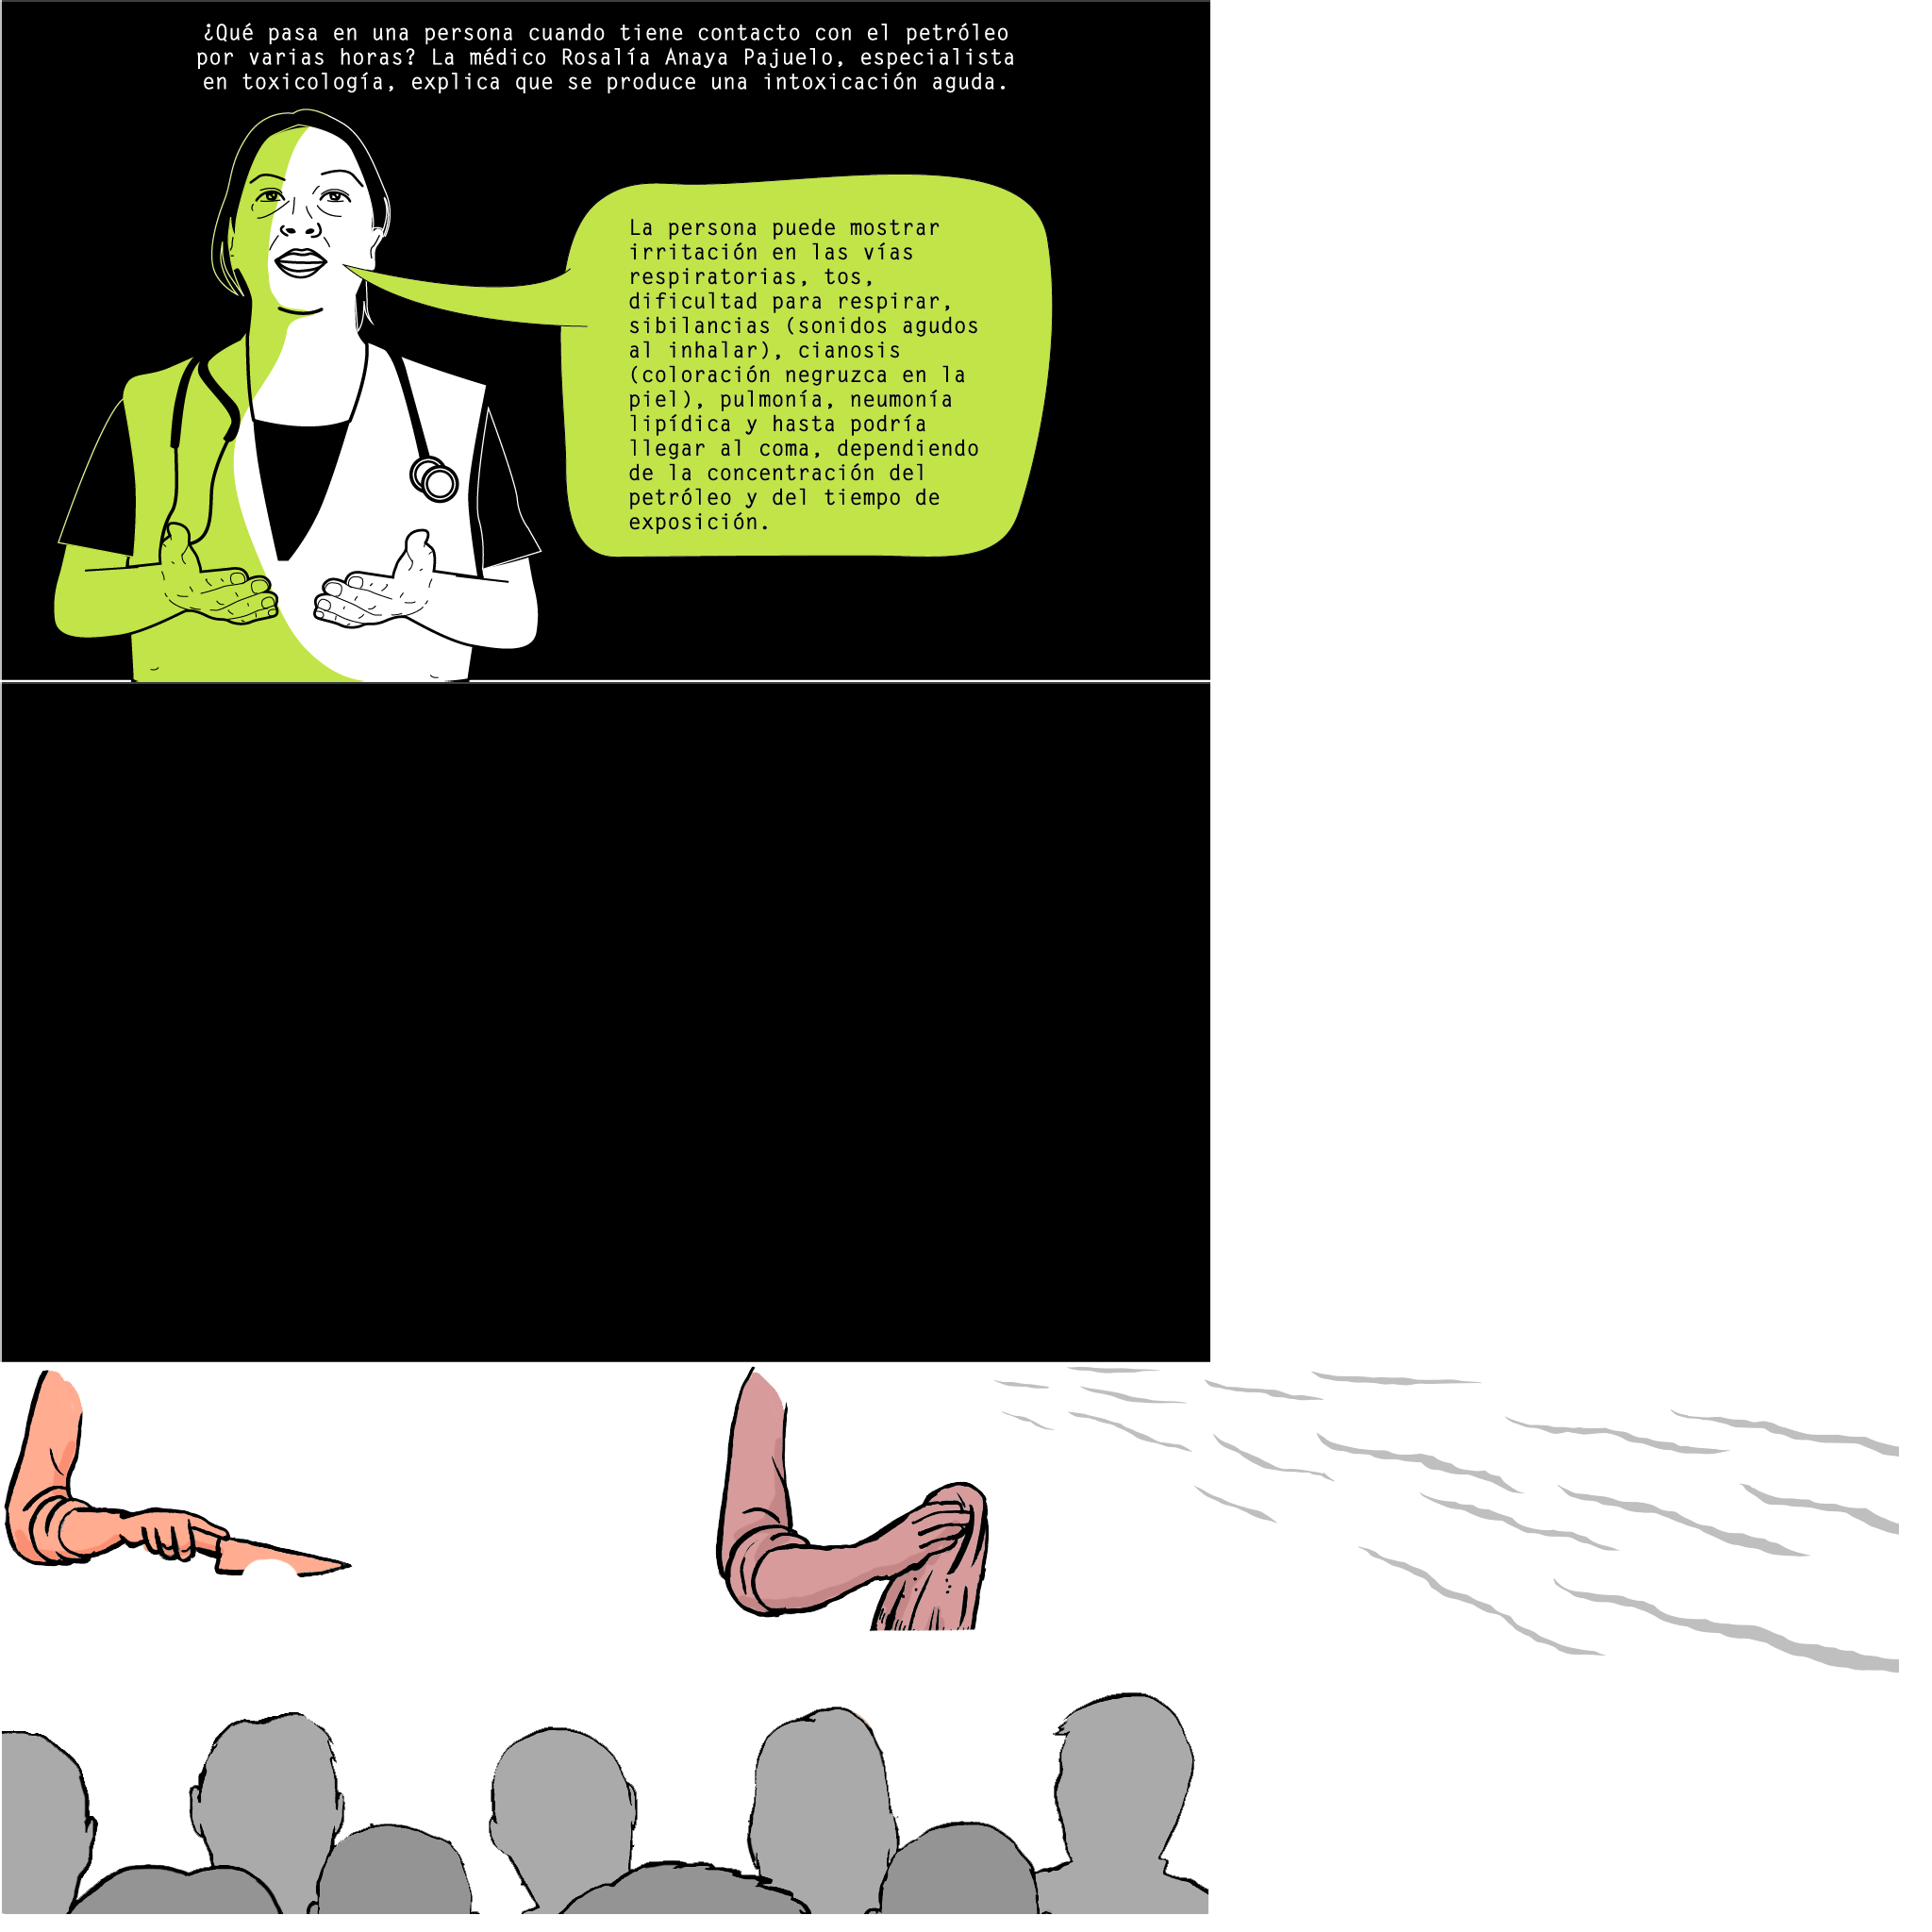 ¿Qué pasa en una persona cuando tiene contacto con el petróleo
por varias horas? La médico Rosalía Anaya Pajuelo, especialista
en toxicología, explica que se produce una intoxicación aguda.
La persona puede mostrar
irritación en las vías
respiratorias, tos,
dificultad para respirar,
sibilancias (sonidos agudos
al inhalar), cianosis
(coloración negruzca en la
piel), pulmonía, neumonía
lipídica y hasta podría
llegar al coma, dependiendo
de la concentración del
petróleo y del tiempo de
exposición.